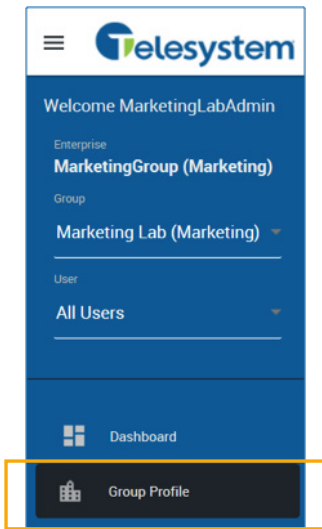 Telesystem
Welcome MarketingLabAdmin
Enterprise
MarketingGroup (Marketing)
Group
Marketing Lab (Marketing)
User
All Users
Dashboard
Group Profile